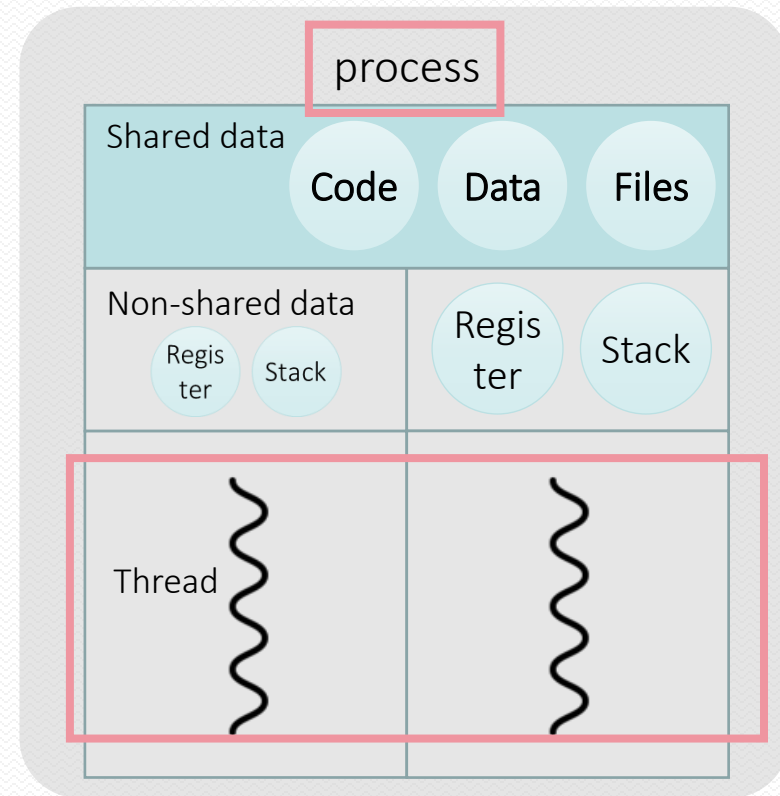 process
Shared data
Code
Data
Files
Non-shared data
Regis
ter
Stack
Regis
ter
Stack
Thread